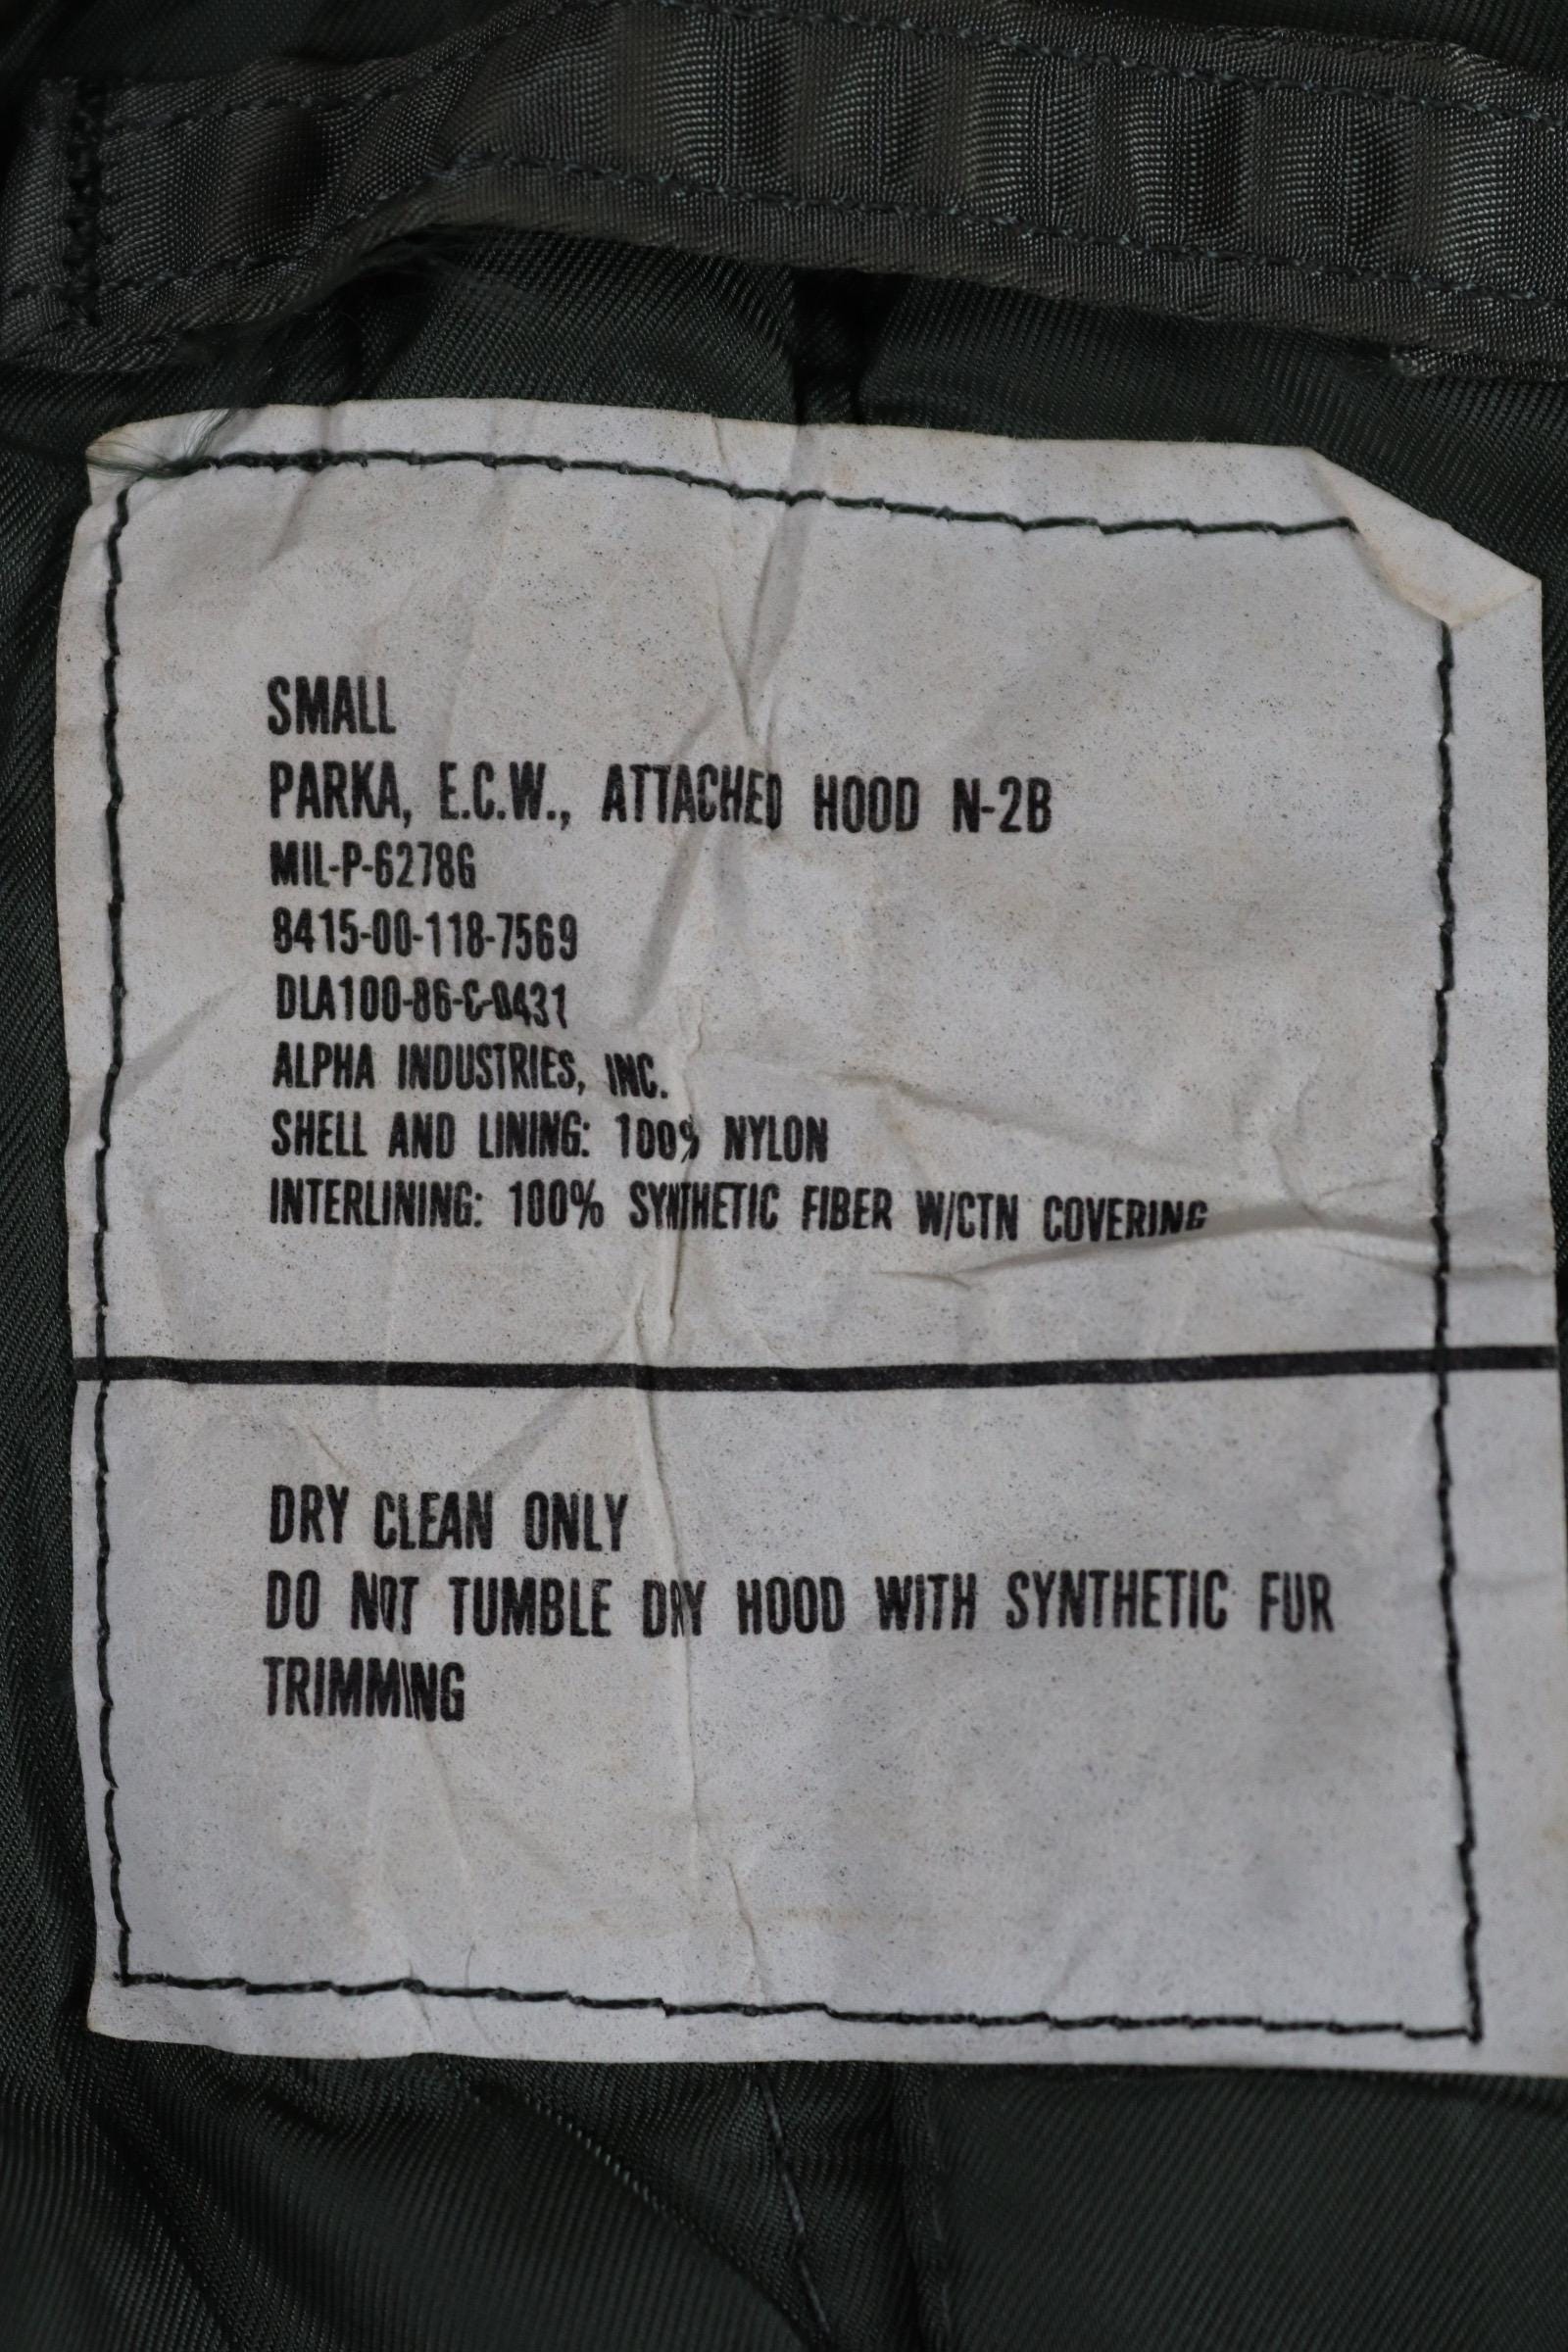 SMALL
PARKA, E.C.W., ATTACHED HOOD N-2B
MIL-P-6278G
8415-00-118-7569
DLA100-86-C-0431
ALPHA INDUSTRIES, INC.
SHELL AND LINING: 100% NYLON
INTERLINING: 100% SYNTHETIC FIBER W/CTN COVERING
DRY CLEAN ONLY
DO NOT TUMBLE DRY HOOD WITH SYNTHETIC FUR
TRIMMING